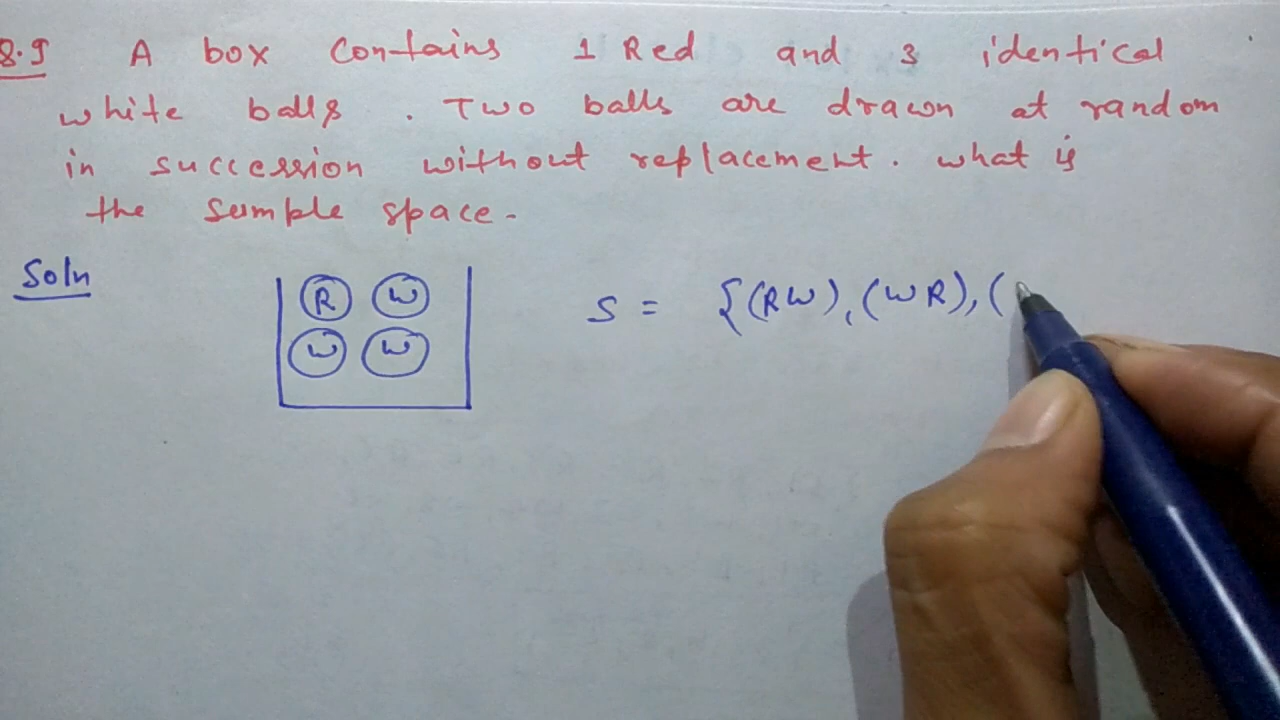 8.9 A box contains 1 Red and 3 identical
white balls . Two balls are drawn at random
in succession without replacement. what is
the sample space.
Soln
R W
W W
S = {(RW), (WR), (